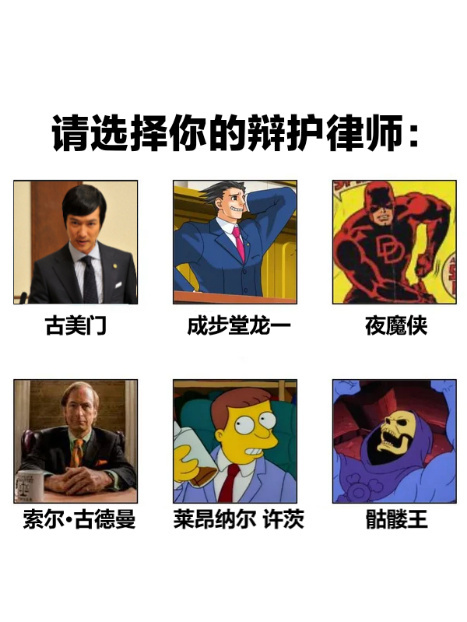 请选择你的辩护律师：
古美门
成步堂龙一
夜魔侠
DD
索尔·古德曼
莱昂纳尔 许茨
骷髅王